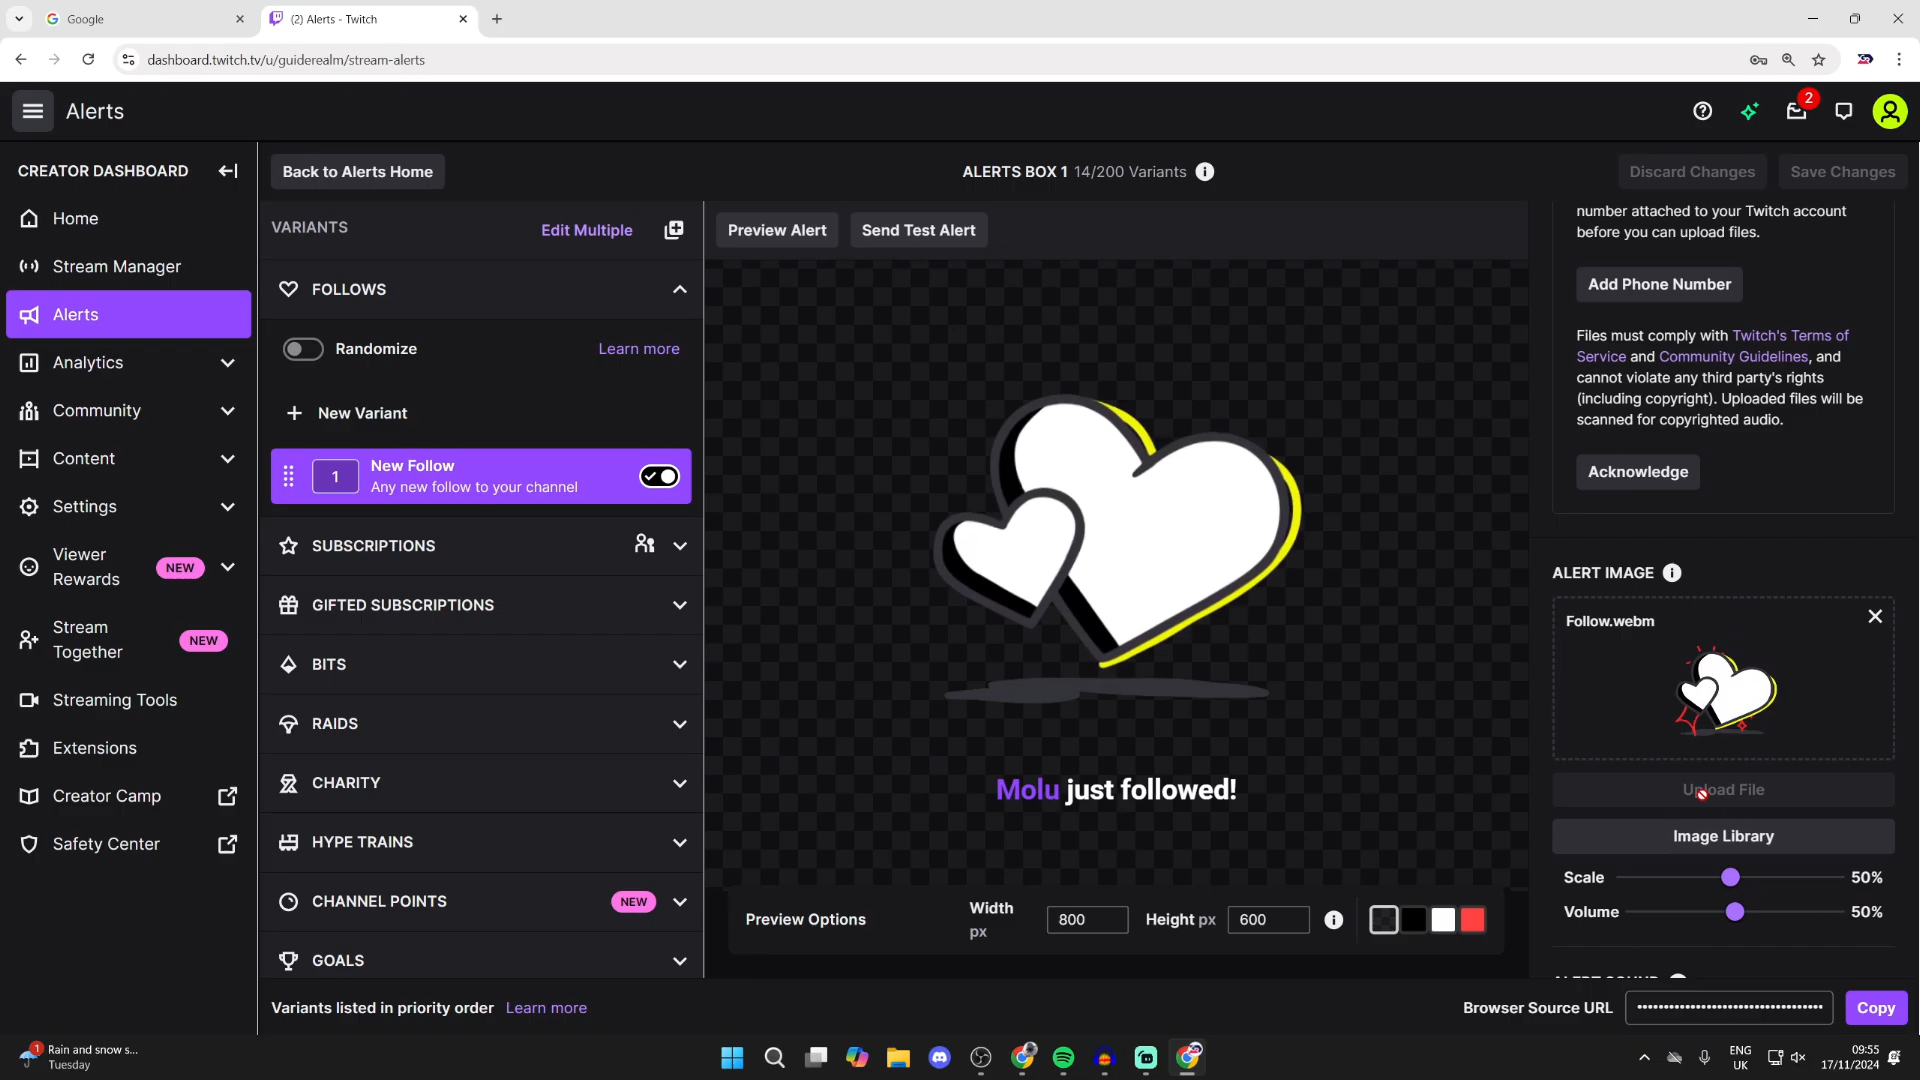 Google
(2) Alerts - Twitch
dashboard.twitch.tv/u/guiderealm/stream-alerts
Alerts
2
CREATOR DASHBOARD
Home
Stream Manager
Alerts
Analytics
Community
Content
Settings
Viewer
Rewards
NEW
Stream
Together
NEW
Streaming Tools
Extensions
Creator Camp
Safety Center
Back to Alerts Home
ALERTS BOX 1 14/200 Variants
Discard Changes
Save Changes
VARIANTS
Edit Multiple
FOLLOWS
Randomize
Learn more
New Variant
1
New Follow
Any new follow to your channel
SUBSCRIPTIONS
GIFTED SUBSCRIPTIONS
BITS
RAIDS
CHARITY
HYPE TRAINS
CHANNEL POINTS
NEW
GOALS
Preview Alert
Send Test Alert
Molu just followed!
Preview Options
Width
px
800
Height px
600
number attached to your Twitch account
before you can upload files.
Add Phone Number
Files must comply with Twitch's Terms of
Service and Community Guidelines, and
cannot violate any third party's rights
(including copyright). Uploaded files will be
scanned for copyrighted audio.
Acknowledge
ALERT IMAGE
Follow.webm
Upload File
Image Library
Scale
50%
Volume
50%
ALERT SOUND
Variants listed in priority order
Learn more
Browser Source URL
Copy
1
Rain and snow s...
Tuesday
ENG
UK
09:55
17/11/2024